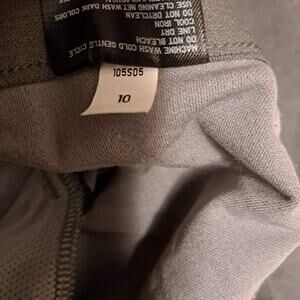 MACHINE WASH COLD GENTLE CYCLE
DO NOT BLEACH
LINE DRY
COOL IRON
DO NOT DRYCLEAN
USE CLEANING NET WASH DARK COLORS
105S05
10